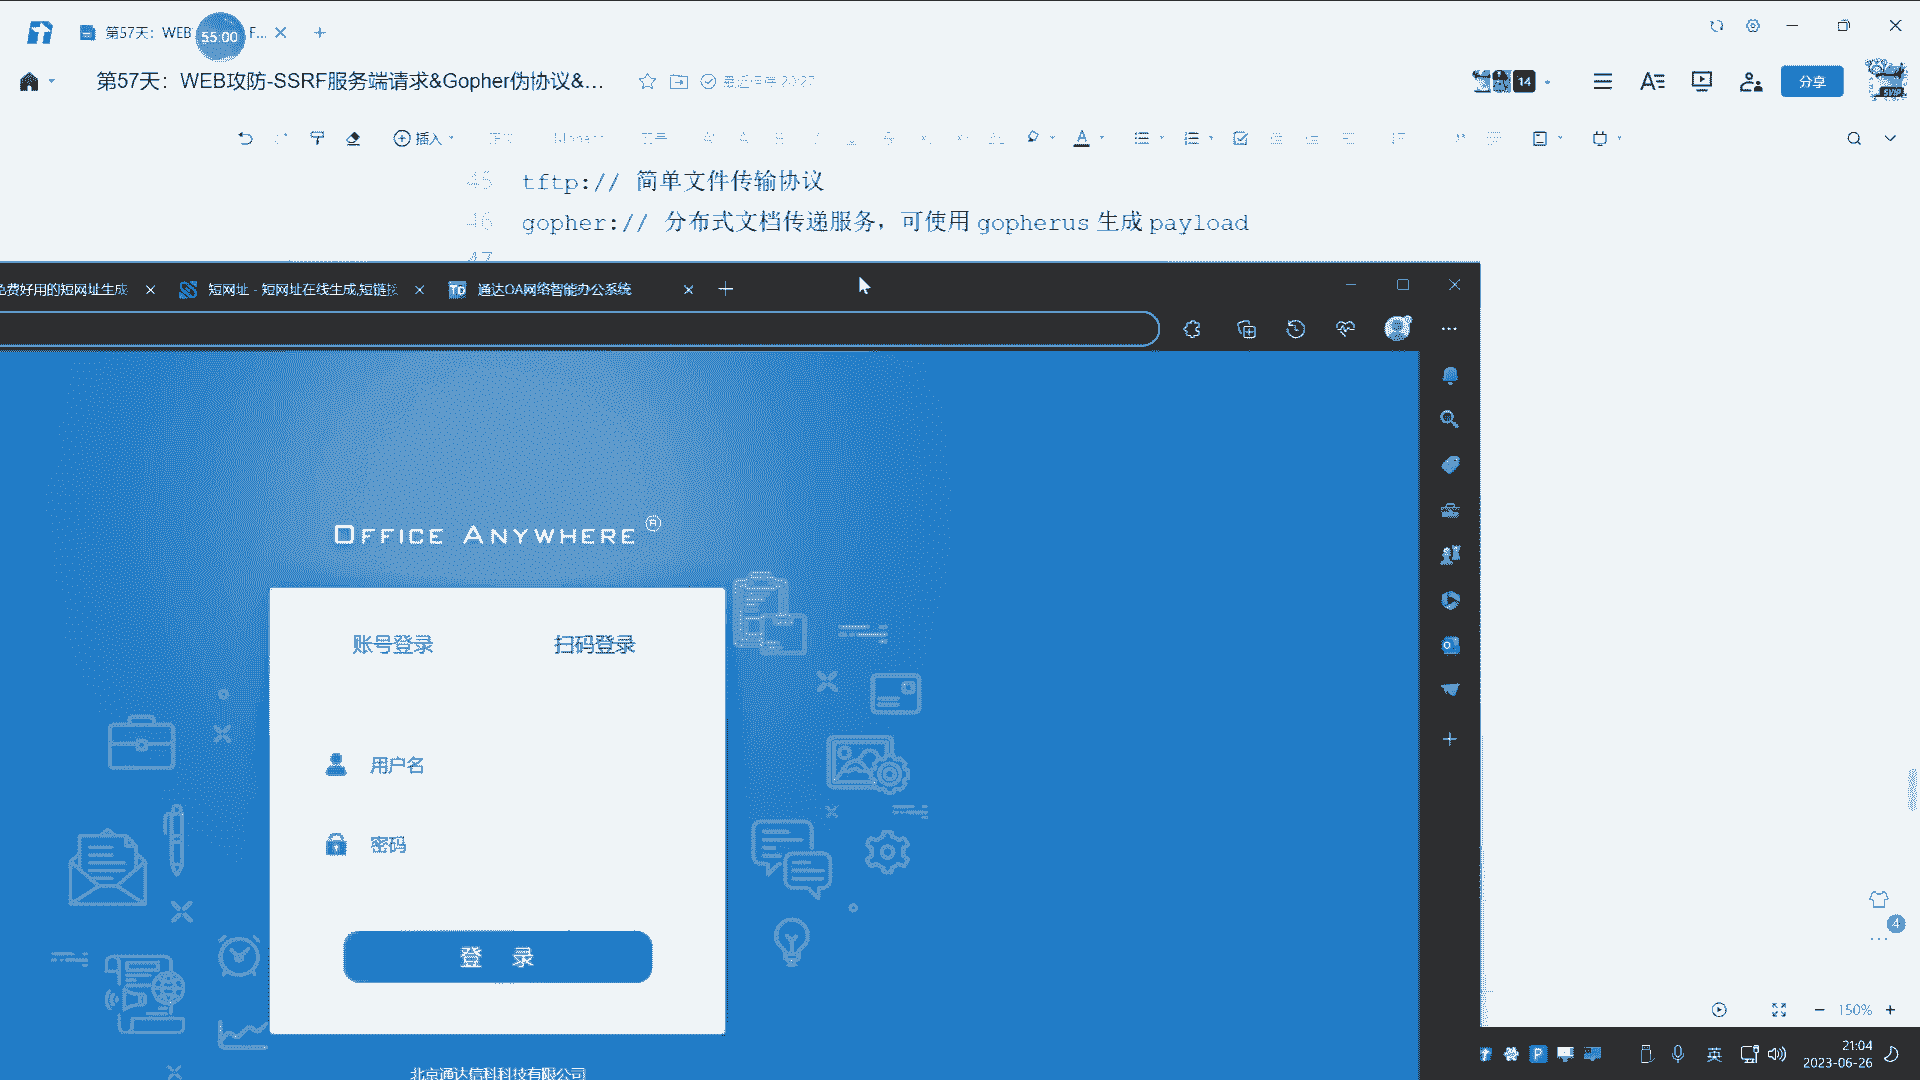 第57天：WEB
55:00
F...
第57天：WEB攻防-SSRF服务端请求&Gopher伪协议&...
14
分享
SVIP
插入
正文
45 tftp:// 简单文件传输协议
46 gopher:// 分布式文档传递服务，可使用 gopherus 生成 payload
47
免费好用的短网址生成
短网址 - 短网址在线生成,短链接
TD 通达OA网络智能办公系统
OFFICE ANYWHERE ®
账号登录
扫码登录
用户名
密码
登 录
北京通达信科科技有限公司
4
150%
英
21:04
2023-06-26